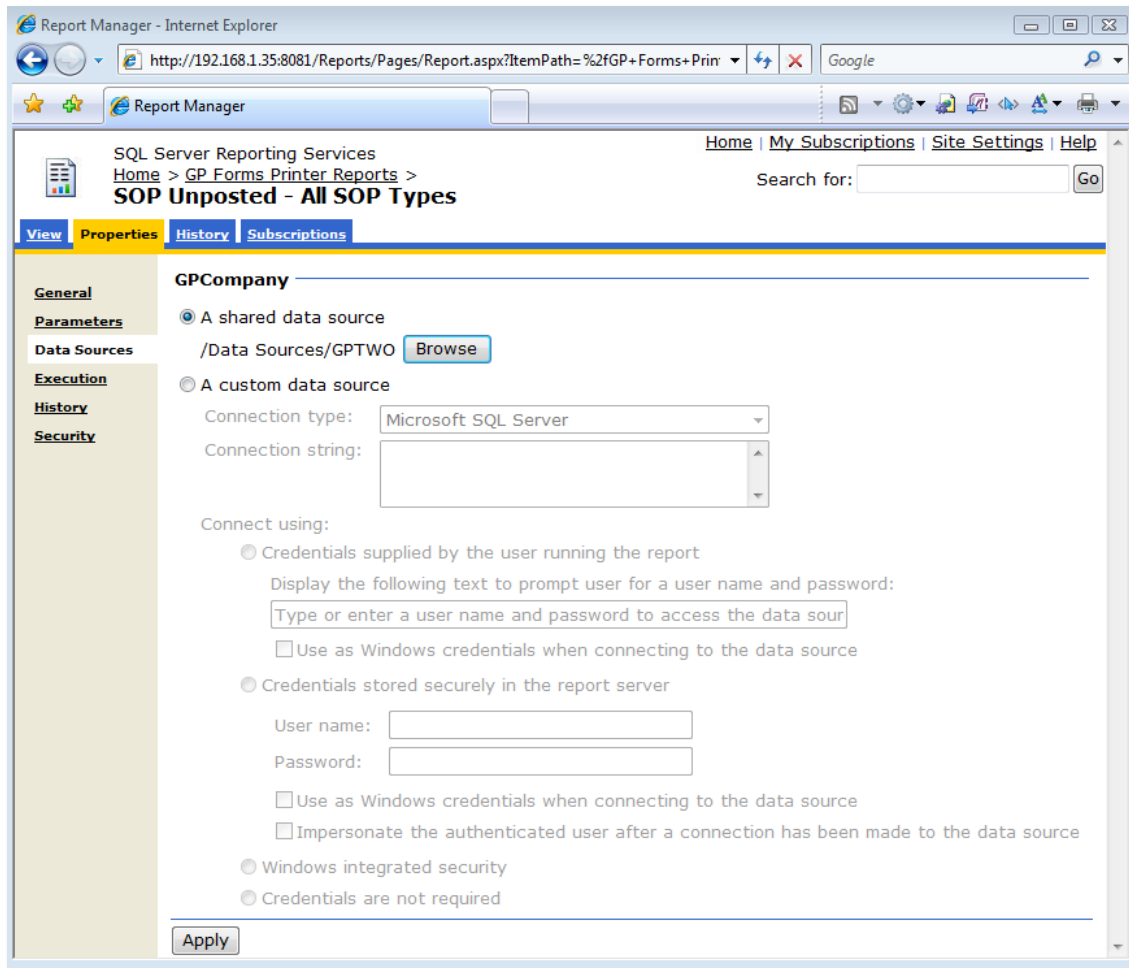 Report Manager - Internet Explorer
http://192.168.1.35:8081/Reports/Pages/Report.aspx?ItemPath=%2fGP+Forms+Prin
Google
Report Manager
Home | My Subscriptions | Site Settings | Help
SQL Server Reporting Services
Home > GP Forms Printer Reports >
SOP Unposted - All SOP Types
Search for:
Go
View Properties History Subscriptions
General
Parameters
Data Sources
Execution
History
Security
GPCompany
A shared data source
/Data Sources/GPTWO Browse
A custom data source
Connection type: Microsoft SQL Server
Connection string:
Connect using:
Credentials supplied by the user running the report
Display the following text to prompt user for a user name and password:
Type or enter a user name and password to access the data sour
Use as Windows credentials when connecting to the data source
Credentials stored securely in the report server
User name:
Password:
Use as Windows credentials when connecting to the data source
Impersonate the authenticated user after a connection has been made to the data source
Windows integrated security
Credentials are not required
Apply